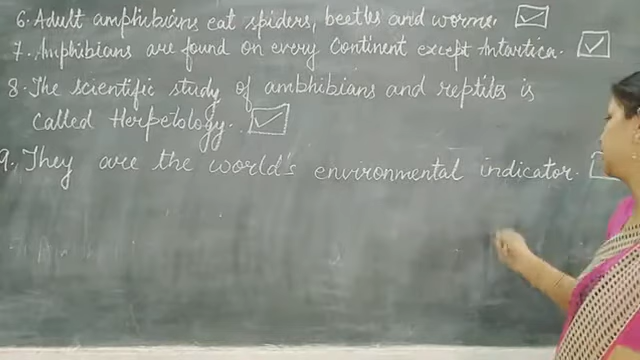 6. Adult amphibians eat spiders, beetles and worms.
7. Amphibians are found on every Continent except Antartica.
8. The scientific study of ambhibians and reptiles is
called Herpetology.
9. They are the world's environmental indicator.